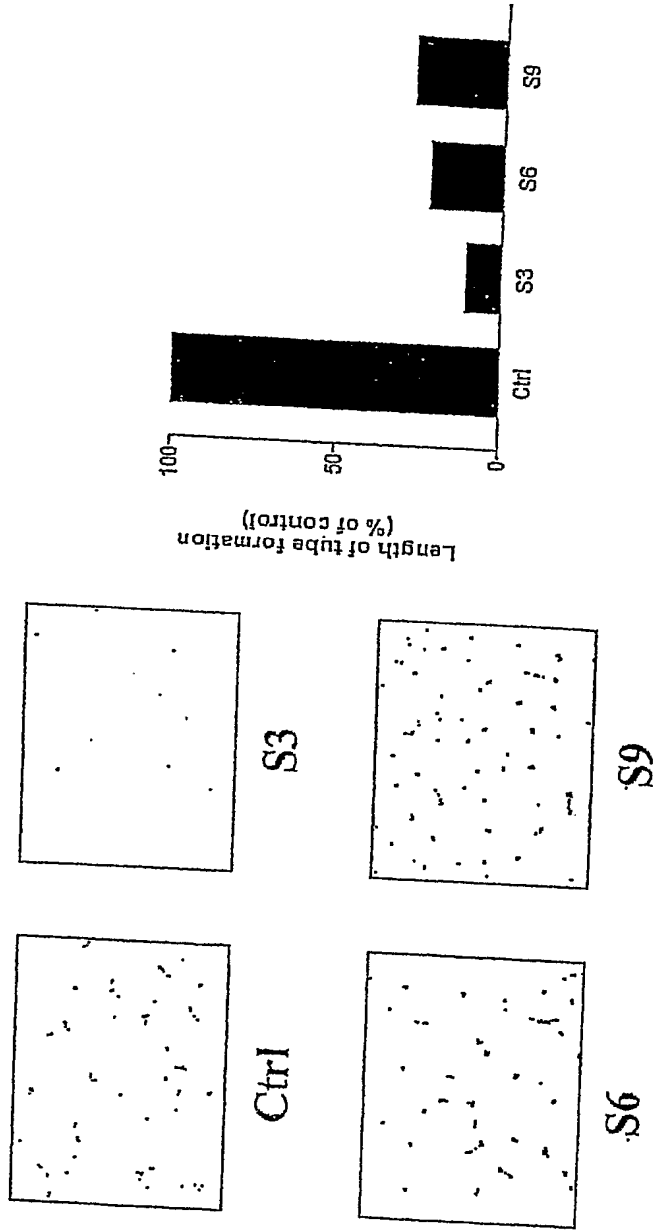 Ctrl
S3
S6
S9
Length of tube formation
(% of control)
100
50
0
Ctrl
S3
S6
S9